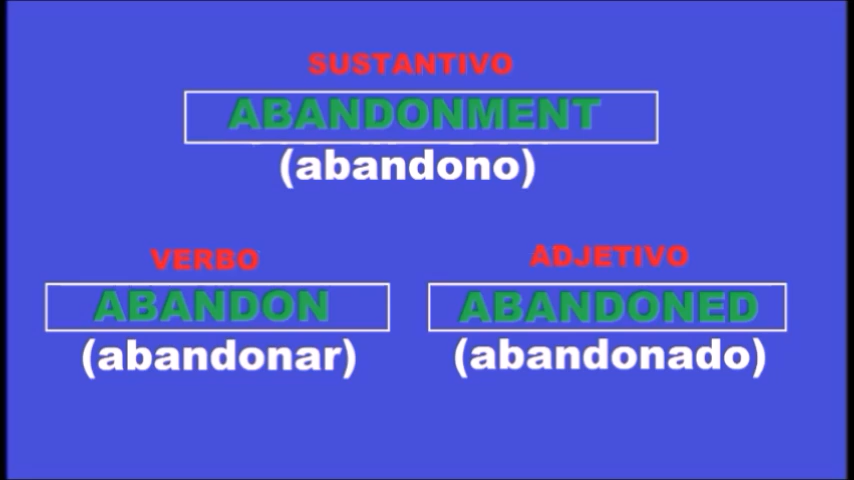 SUSTANTIVO
ABANDONMENT
(abandono)
VERBO
ABANDON
(abandonar)
ADJETIVO
ABANDONED
(abandonado)